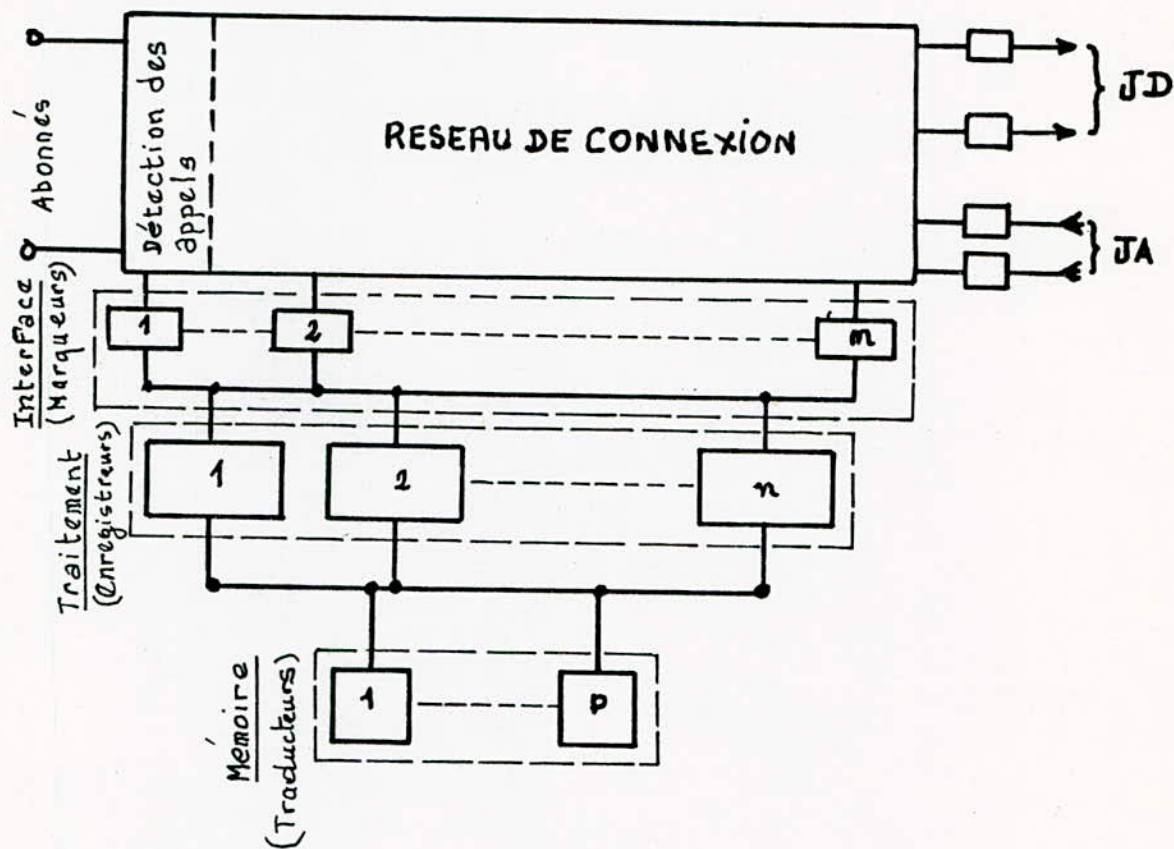 Abonnés
Détection des
appels
RESEAU DE CONNEXION
JD
JA
Interface
(Marqueurs)
1
2
m
Traitement
(enregistreurs)
1
2
n
Mémoire
(Traducteurs)
1
P